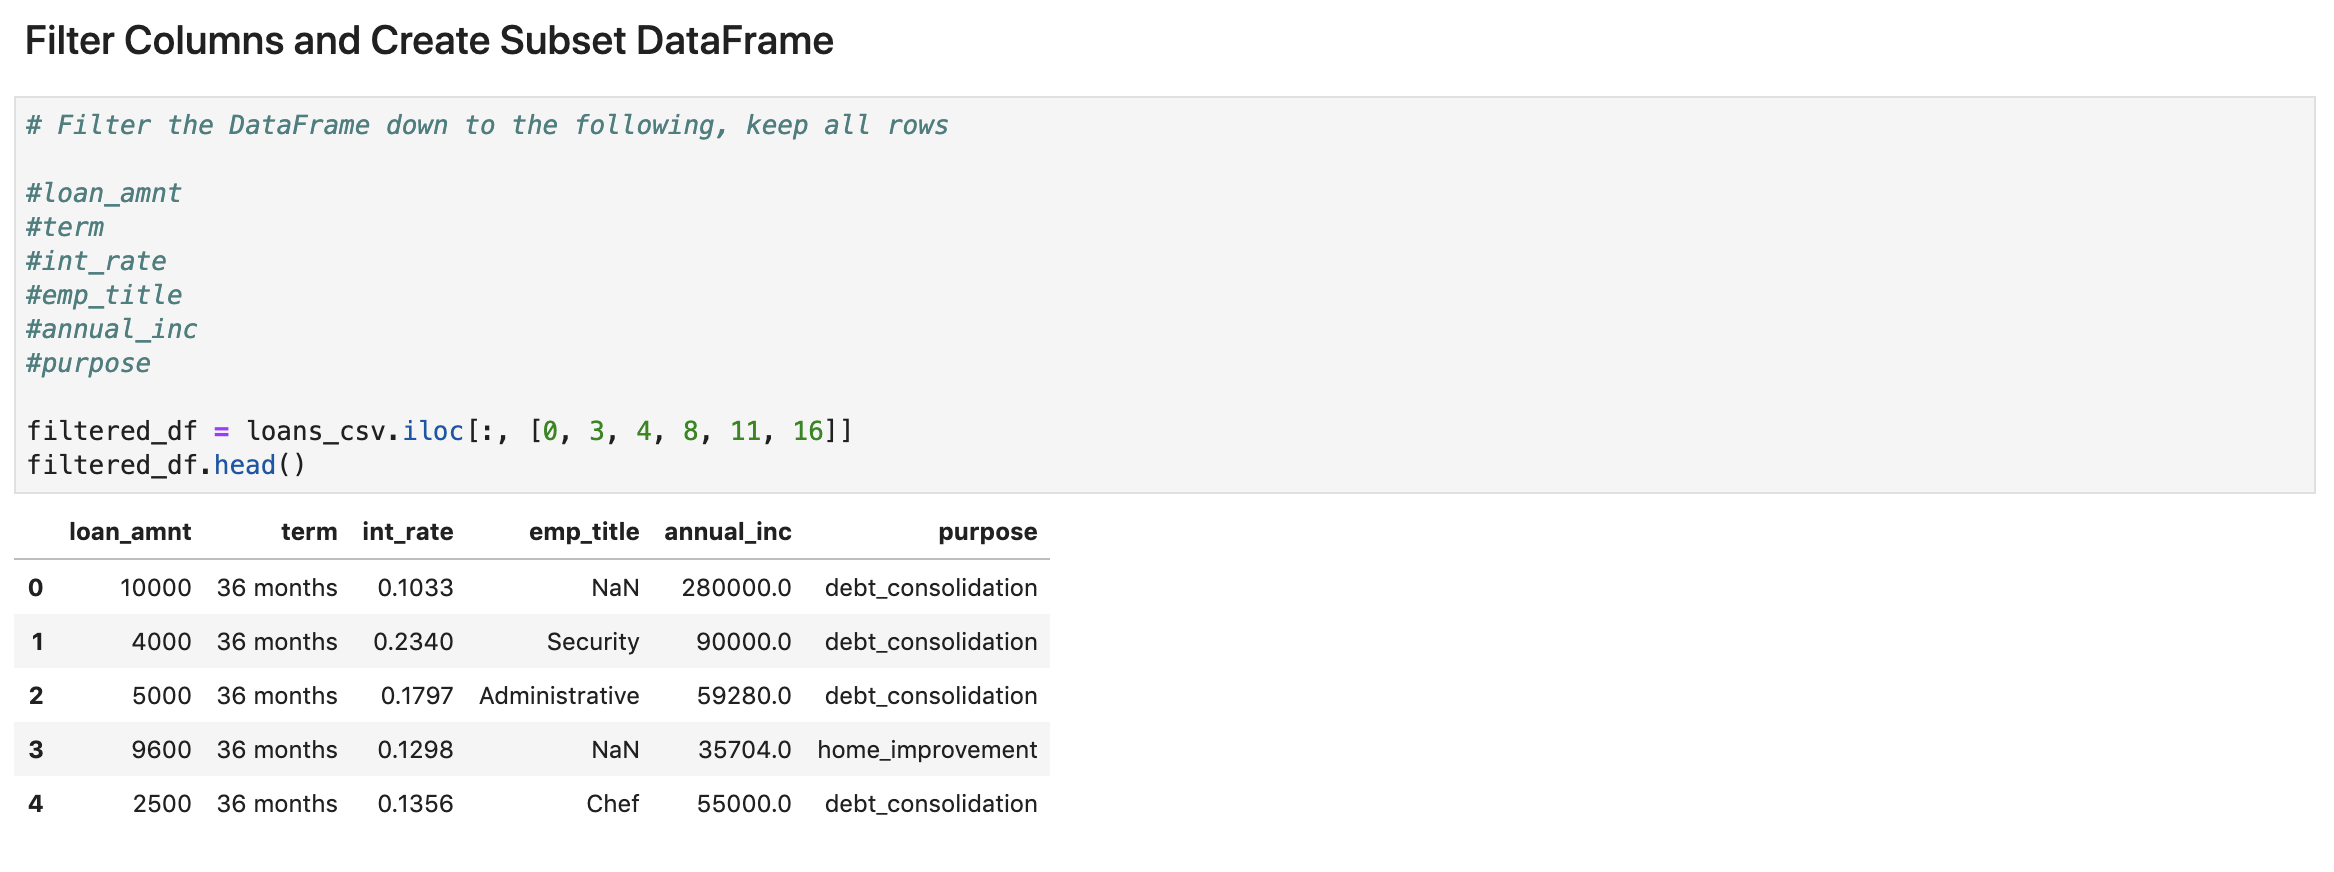 Filter Columns and Create Subset DataFrame
# Filter the DataFrame down to the following, keep all rows
#loan_amnt
#term
#int_rate
#emp_title
#annual_inc
#purpose
filtered_df = loans_csv.iloc[:, [0, 3, 4, 8, 11, 16]]
filtered_df.head()
loan_amnt term int_rate emp_title annual_inc purpose
0 10000 36 months 0.1033 NaN 280000.0 debt_consolidation
1 4000 36 months 0.2340 Security 90000.0 debt_consolidation
2 5000 36 months 0.1797 Administrative 59280.0 debt_consolidation
3 9600 36 months 0.1298 NaN 35704.0 home_improvement
4 2500 36 months 0.1356 Chef 55000.0 debt_consolidation